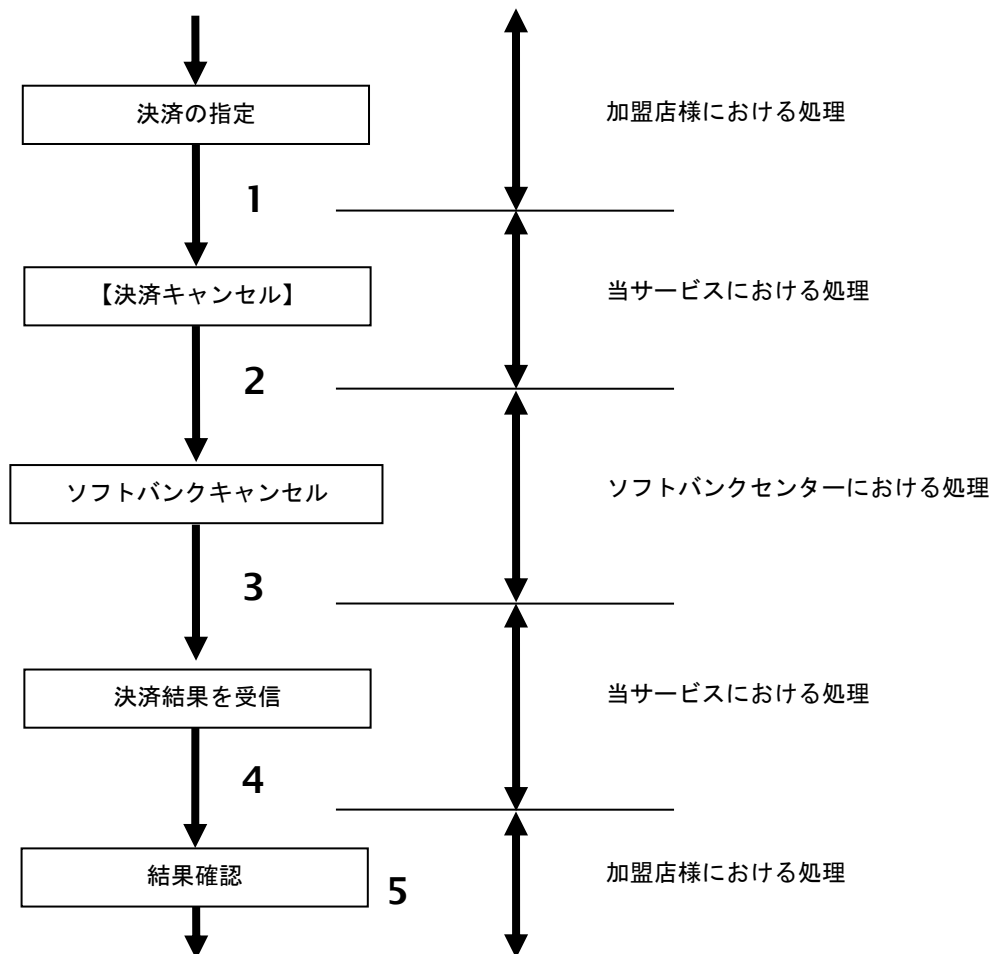 決済の指定
加盟店様における処理
1
【決済キャンセル】
当サービスにおける処理
2
ソフトバンクキャンセル
ソフトバンクセンターにおける処理
3
決済結果を受信
当サービスにおける処理
4
結果確認
加盟店様における処理
5